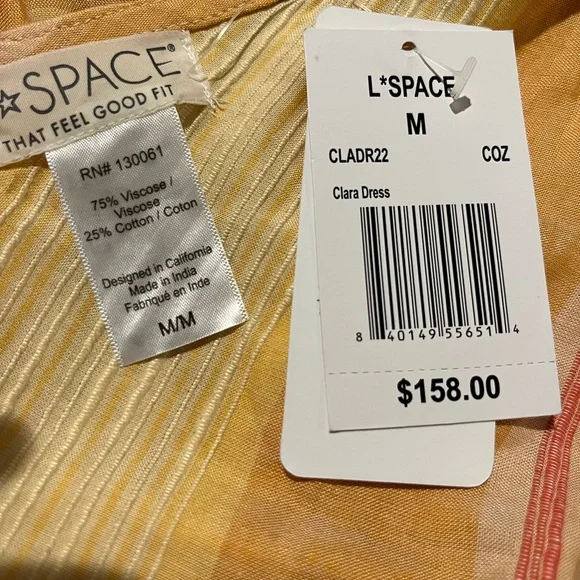 SPACE®
THAT FEEL GOOD FIT
RN# 130061
75% Viscose /
Viscose
25% Cotton / Coton
Designed in California
Made in India
Fabriqué en Inde
M/M
L*SPACE
M
CLADR22 COZ
Clara Dress
8 40149 55651 4
$158.00